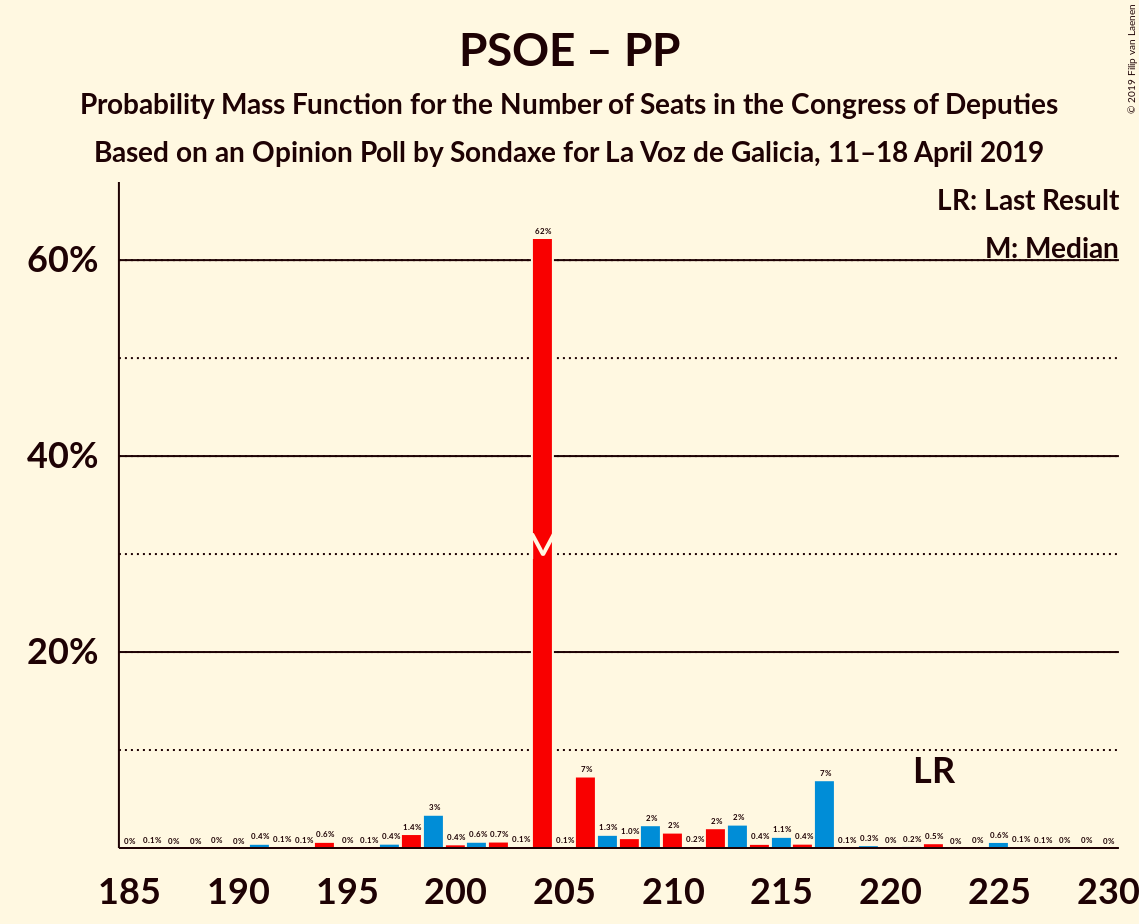 PSOE – PP
Probability Mass Function for the Number of Seats in the Congress of Deputies
Based on an Opinion Poll by Sondaxe for La Voz de Galicia, 11–18 April 2019
© 2019 Filip van Laenen
LR: Last Result
M: Median
60%
40%
20%
0% 0.1% 0% 0% 0% 0% 0.4% 0.1% 0.1% 0.6% 0% 0.1% 0.4% 1.4% 3% 0.4% 0.6% 0.7% 0.1% 62% 0.1% 7% 1.3% 1.0% 2% 2% 0.2% 2% 2% 0.4% 1.1% 0.4% 7% 0.1% 0.3% 0% 0.2% 0.5% 0% 0% 0.6% 0.1% 0.1% 0% 0% 0%
LR
185 190 195 200 205 210 215 220 225 230